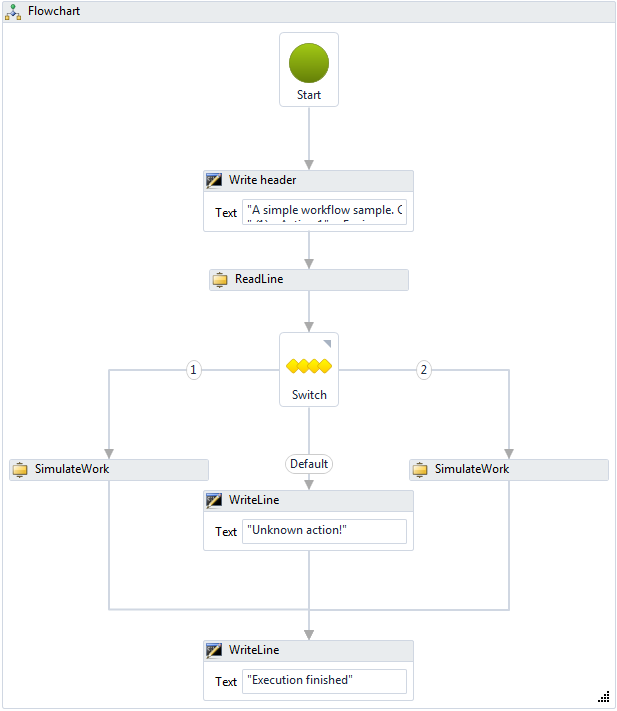 Flowchart
Start
Write header
Text
"A simple workflow sample. C
ReadLine
1
2
Switch
SimulateWork
Default
SimulateWork
WriteLine
Text
"Unknown action!"
WriteLine
Text
"Execution finished"